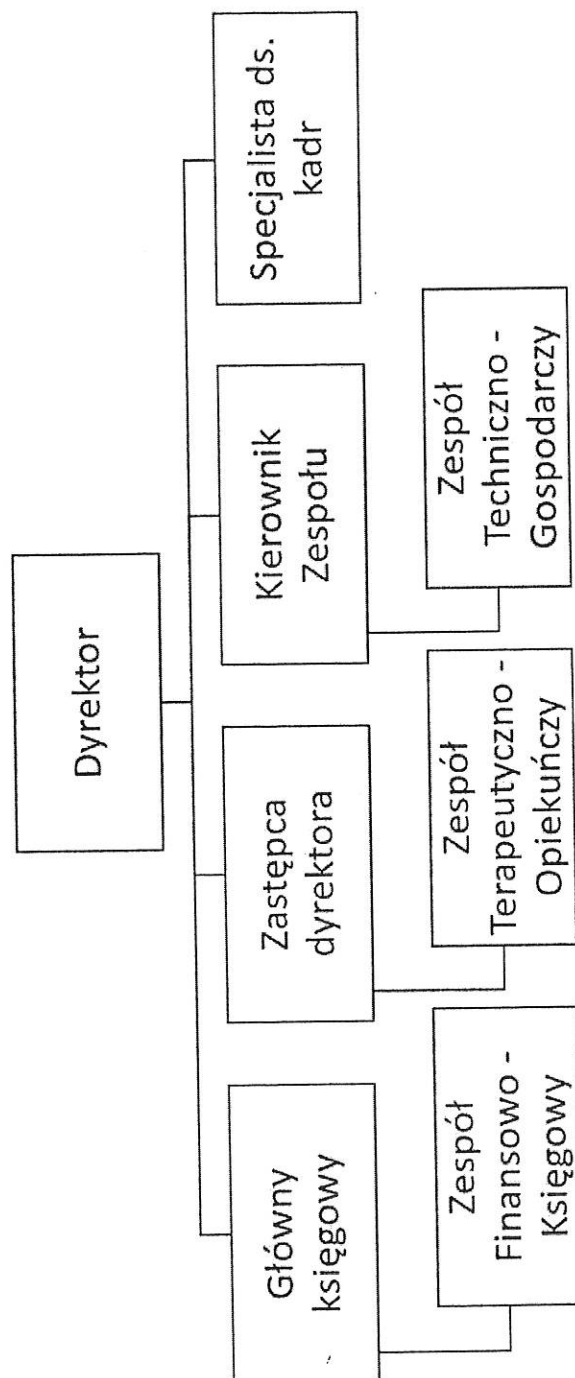 Dyrektor
Główny
księgowy
Zastępca
dyrektora
Kierownik
Zespołu
Specjalista ds.
kadr
Zespół
Finansowo -
Księgowy
Zespół
Terapeutyczno -
Opiekuńczy
Zespół
Techniczno -
Gospodarczy